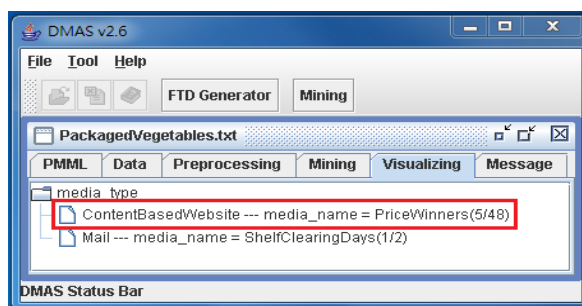 DMAS v2.6
File Tool Help
FTD Generator Mining
PackagedVegetables.txt
PMML Data Preprocessing Mining Visualizing Message
media_type
ContentBasedWebsite --- media_name = PriceWinners(5/48)
Mail --- media_name = ShelfClearingDays(1/2)
DMAS Status Bar